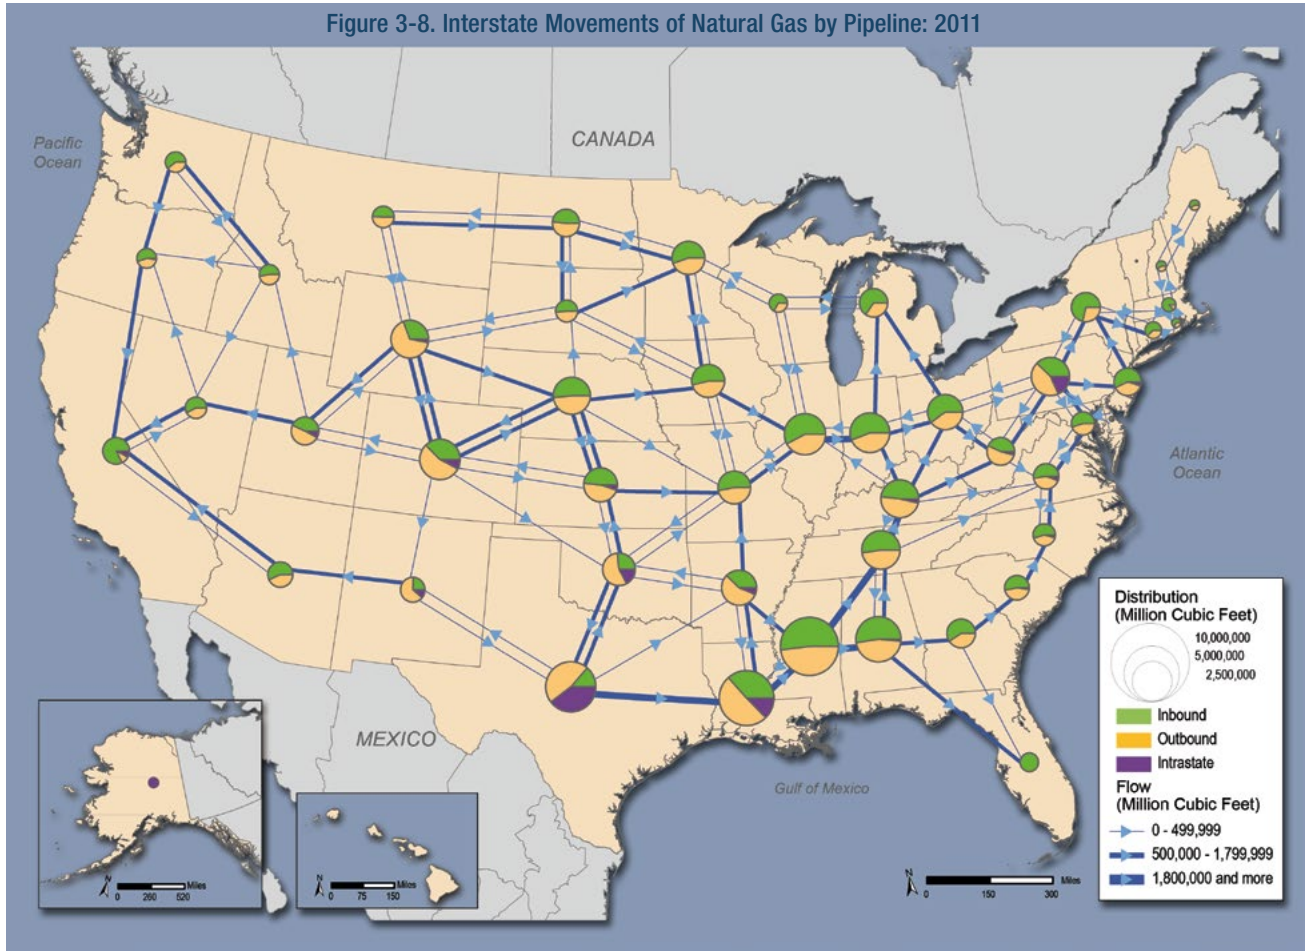 Figure 3-8. Interstate Movements of Natural Gas by Pipeline: 2011
CANADA
Pacific
Ocean
Atlantic
Ocean
MEXICO
Gulf of Mexico
Distribution
(Million Cubic Feet)
10,000,000
5,000,000
2,500,000
Inbound
Outbound
Intrastate
Flow
(Million Cubic Feet)
0 - 499,999
500,000 - 1,799,999
1,800,000 and more
N
Miles
0 260 520
N
Miles
0 75 150
N
Miles
0 150 300